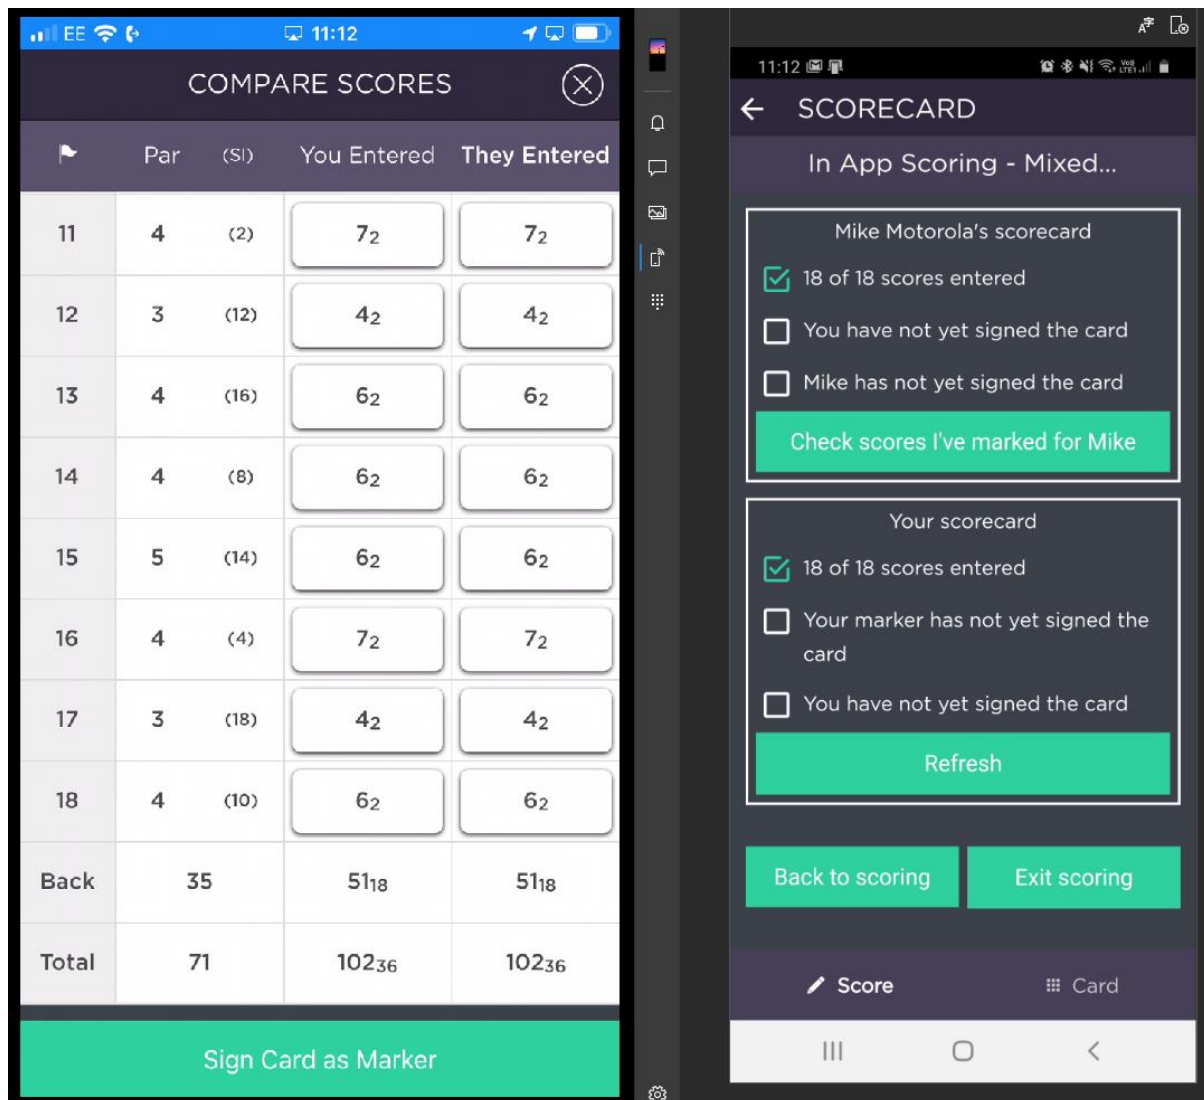 EE 11:12
COMPARE SCORES
Par (SI) You Entered They Entered
11 4 (2) 72 72
12 3 (12) 42 42
13 4 (16) 62 62
14 4 (8) 62 62
15 5 (14) 62 62
16 4 (4) 72 72
17 3 (18) 42 42
18 4 (10) 62 62
Back 35 5118 5118
Total 71 10236 10236
Sign Card as Marker
11:12
SCORECARD
In App Scoring - Mixed...
Mike Motorola's scorecard
18 of 18 scores entered
You have not yet signed the card
Mike has not yet signed the card
Check scores I've marked for Mike
Your scorecard
18 of 18 scores entered
Your marker has not yet signed the
card
You have not yet signed the card
Refresh
Back to scoring Exit scoring
Score Card